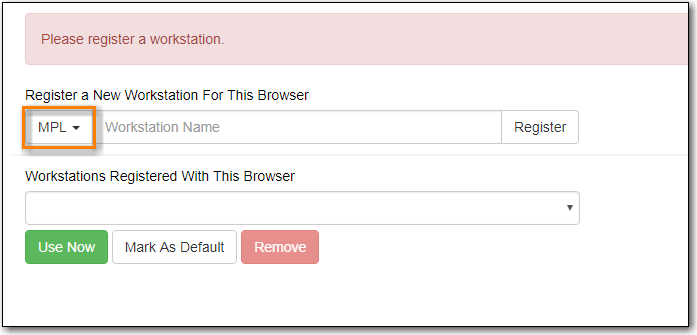 Please register a workstation.
Register a New Workstation For This Browser
MPL Workstation Name Register
Workstations Registered With This Browser
Use Now Mark As Default Remove